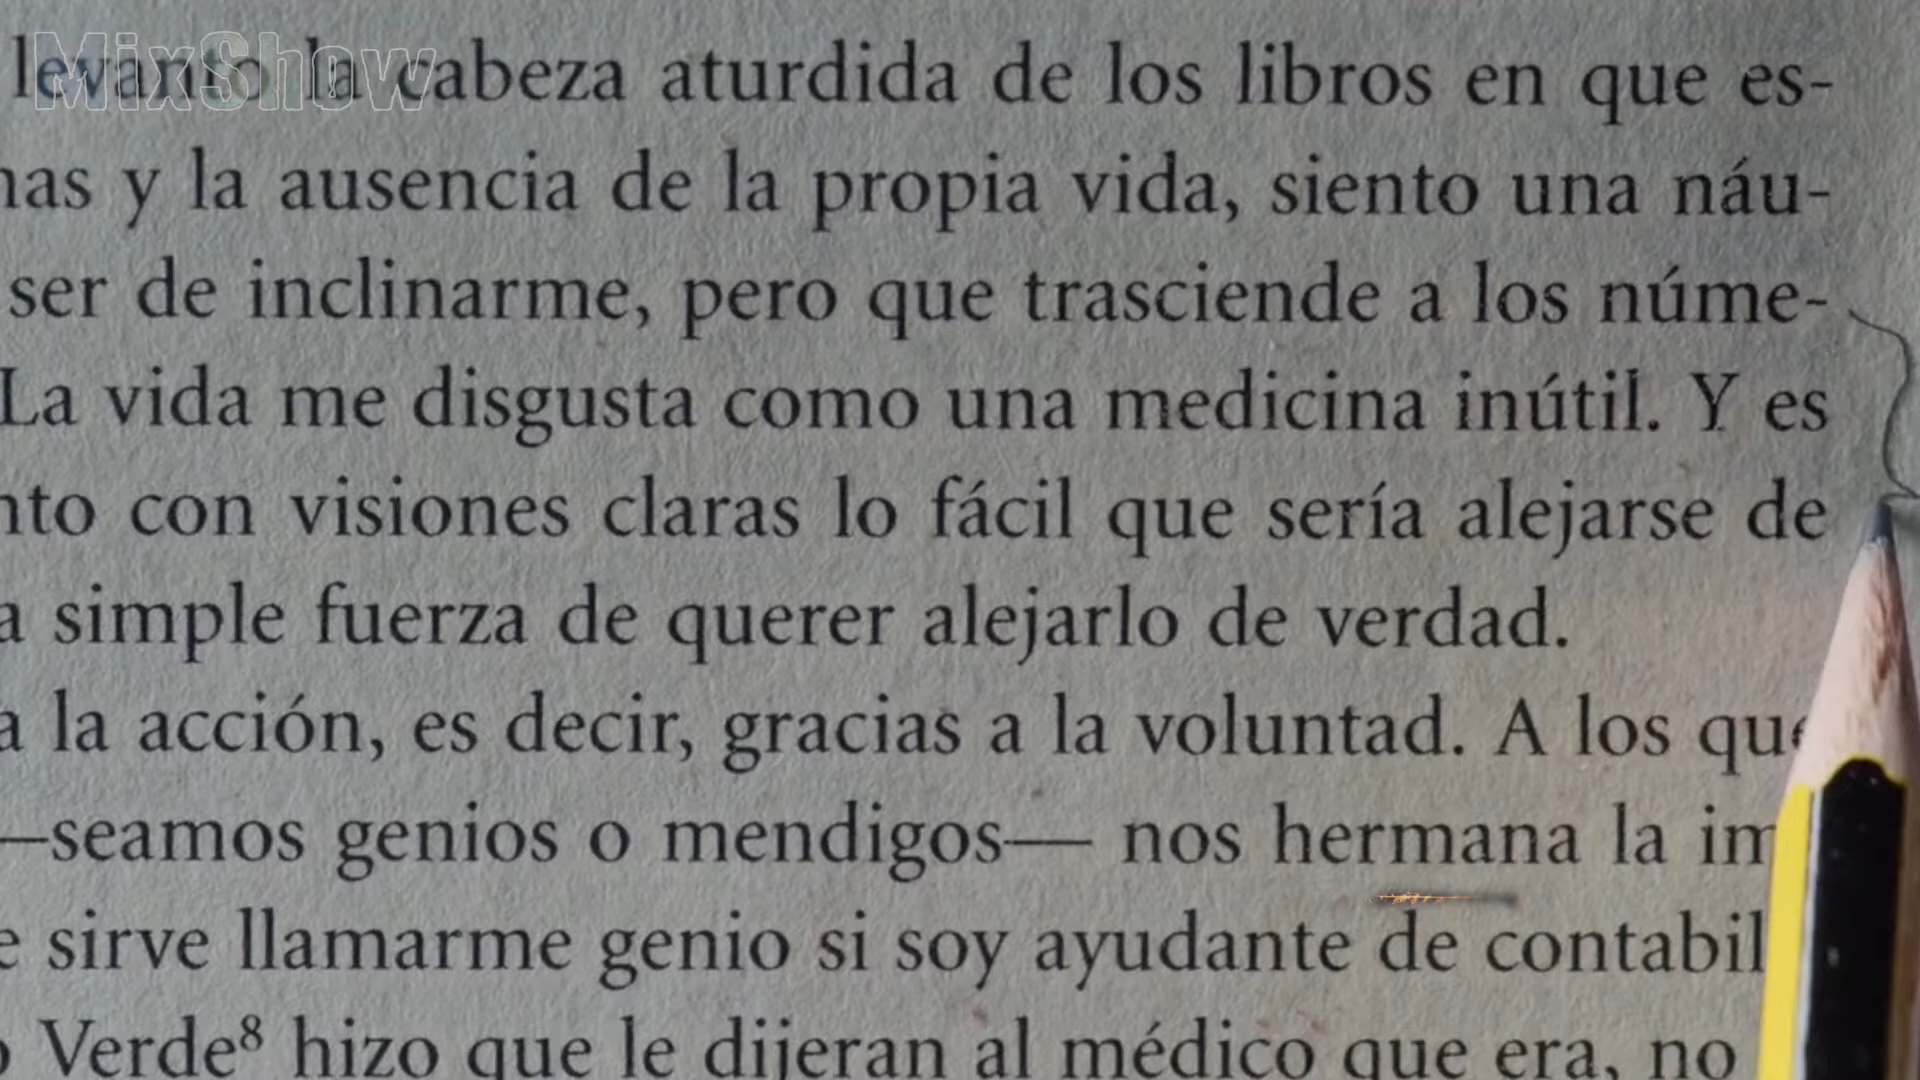 MixShow
levanto la cabeza aturdida de los libros en que es-
y la ausencia de la propia vida, siento una náu-
ser de inclinarme, pero que trasciende a los núme-
La vida me disgusta como una medicina inútil. Y es
con visiones claras lo fácil que sería alejarse de
simple fuerza de querer alejarlo de verdad.
a la acción, es decir, gracias a la voluntad. A los que
—seamos genios o mendigos— nos hermana la im
sirve llamarme genio si soy ayudante de contabil
Verde⁸ hizo que le dijeran al médico que era, no